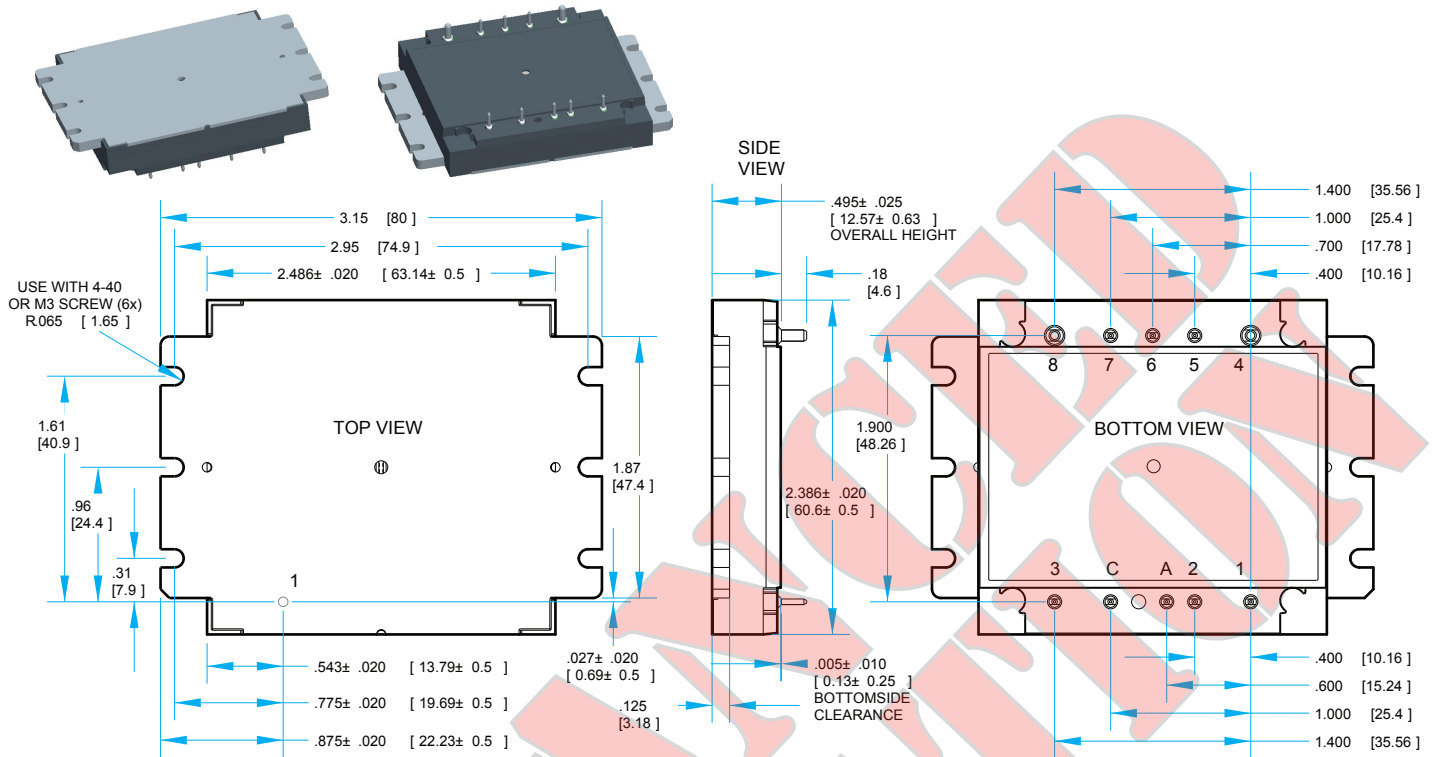 SIDE
VIEW
3.15 [80 ]
2.95 [74.9 ]
2.486± .020 [ 63.14± 0.5 ]
USE WITH 4-40
OR M3 SCREW (6x)
R.065 [ 1.65 ]
1.61
[40.9 ]
.96
[24.4 ]
.31
[7.9 ]
TOP VIEW
1
1.87
[47.4 ]
.543± .020 [ 13.79± 0.5 ]
.775± .020 [ 19.69± 0.5 ]
.875± .020 [ 22.23± 0.5 ]
.027± .020
[ 0.69± 0.5 ]
.495± .025
[ 12.57± 0.63 ]
OVERALL HEIGHT
.18
[4.6 ]
2.386± .020
[ 60.6± 0.5 ]
.005± .010
[ 0.13± 0.25 ]
BOTTOMSIDE
CLEARANCE
.125
[3.18 ]
1.400 [35.56 ]
1.000 [25.4 ]
.700 [17.78 ]
.400 [10.16 ]
8 7 6 5 4
1.900
[48.26 ]
BOTTOM VIEW
3 C A 2 1
.400 [10.16 ]
.600 [15.24 ]
1.000 [25.4 ]
1.400 [35.56 ]